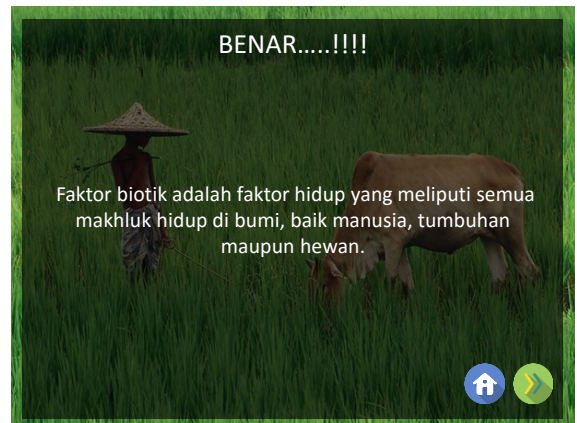 BENAR.....!!!!
Faktor biotik adalah faktor hidup yang meliputi semua
makhluk hidup di bumi, baik manusia, tumbuhan
maupun hewan.